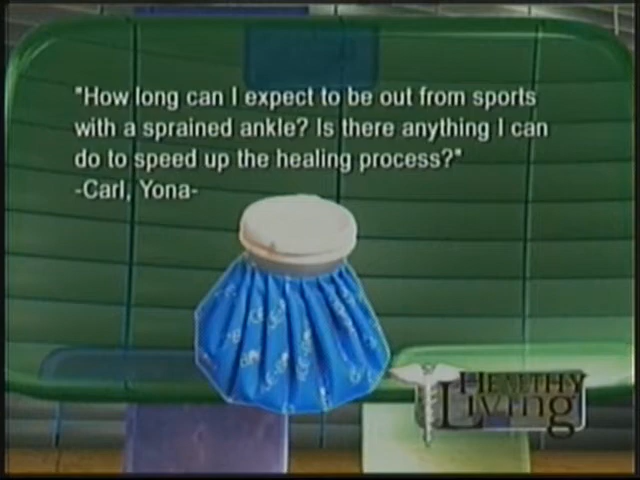 "How long can I expect to be out from sports
with a sprained ankle? Is there anything I can
do to speed up the healing process?"
-Carl, Yona-
HEALTHY
Living